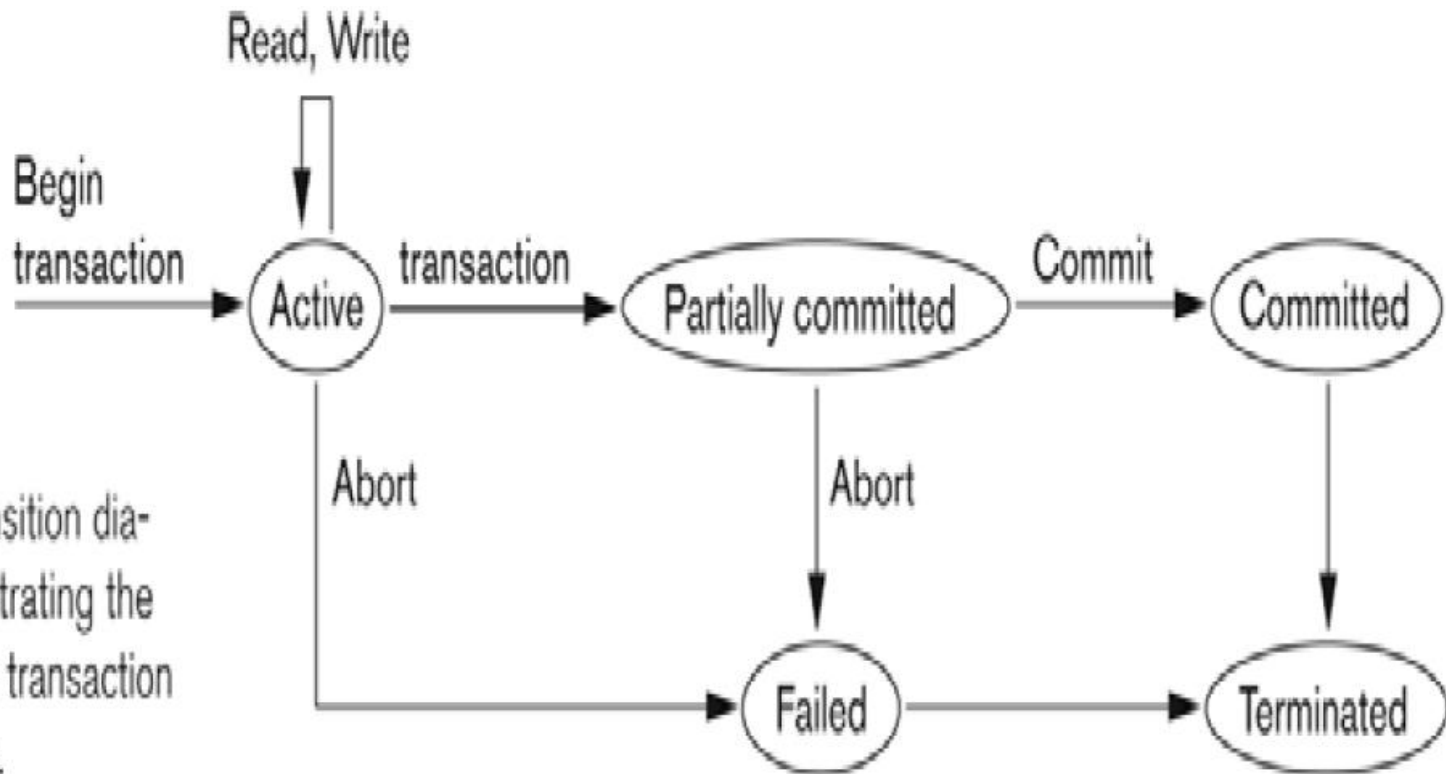 Read, Write
Begin
transaction
transaction
Commit
Active
Partially committed
Committed
Abort
Abort
sition dia-
trating the
transaction
Failed
Terminated